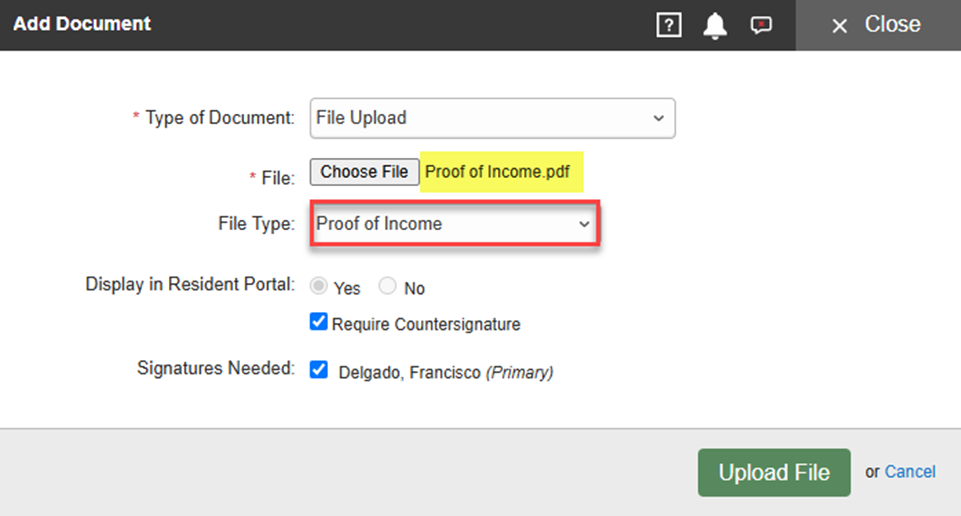 Add Document
? Close
* Type of Document: File Upload
* File: Choose File Proof of Income.pdf
File Type: Proof of Income
Display in Resident Portal: Yes No
Require Countersignature
Signatures Needed: Delgado, Francisco (Primary)
Upload File or Cancel